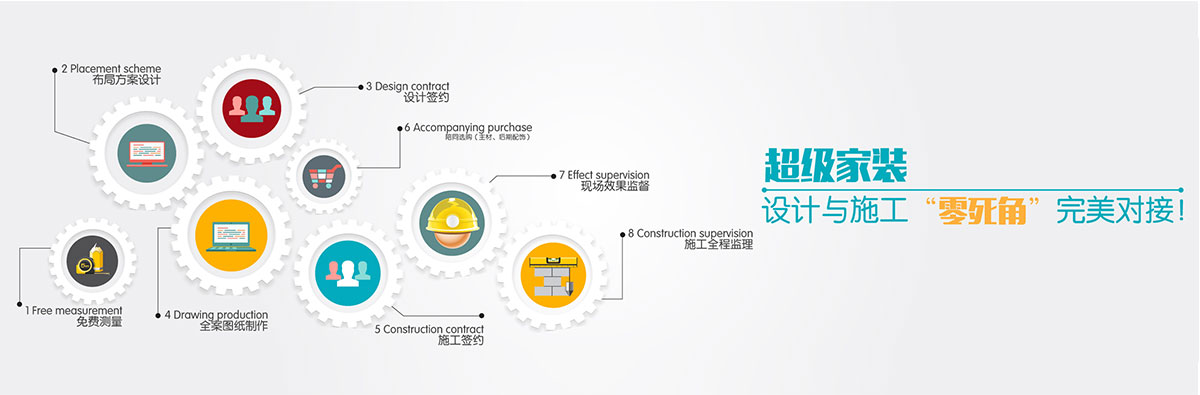 2 Placement scheme
布局方案设计
3 Design contract
设计签约
6 Accompanying purchase
陪同选购（主材、后期配饰）
7 Effect supervision
现场效果监督
8 Construction supervision
施工全程监理
1 Free measurement
免费测量
4 Drawing production
全案图纸制作
5 Construction contract
施工签约
超级家装
设计与施工“零死角”完美对接！